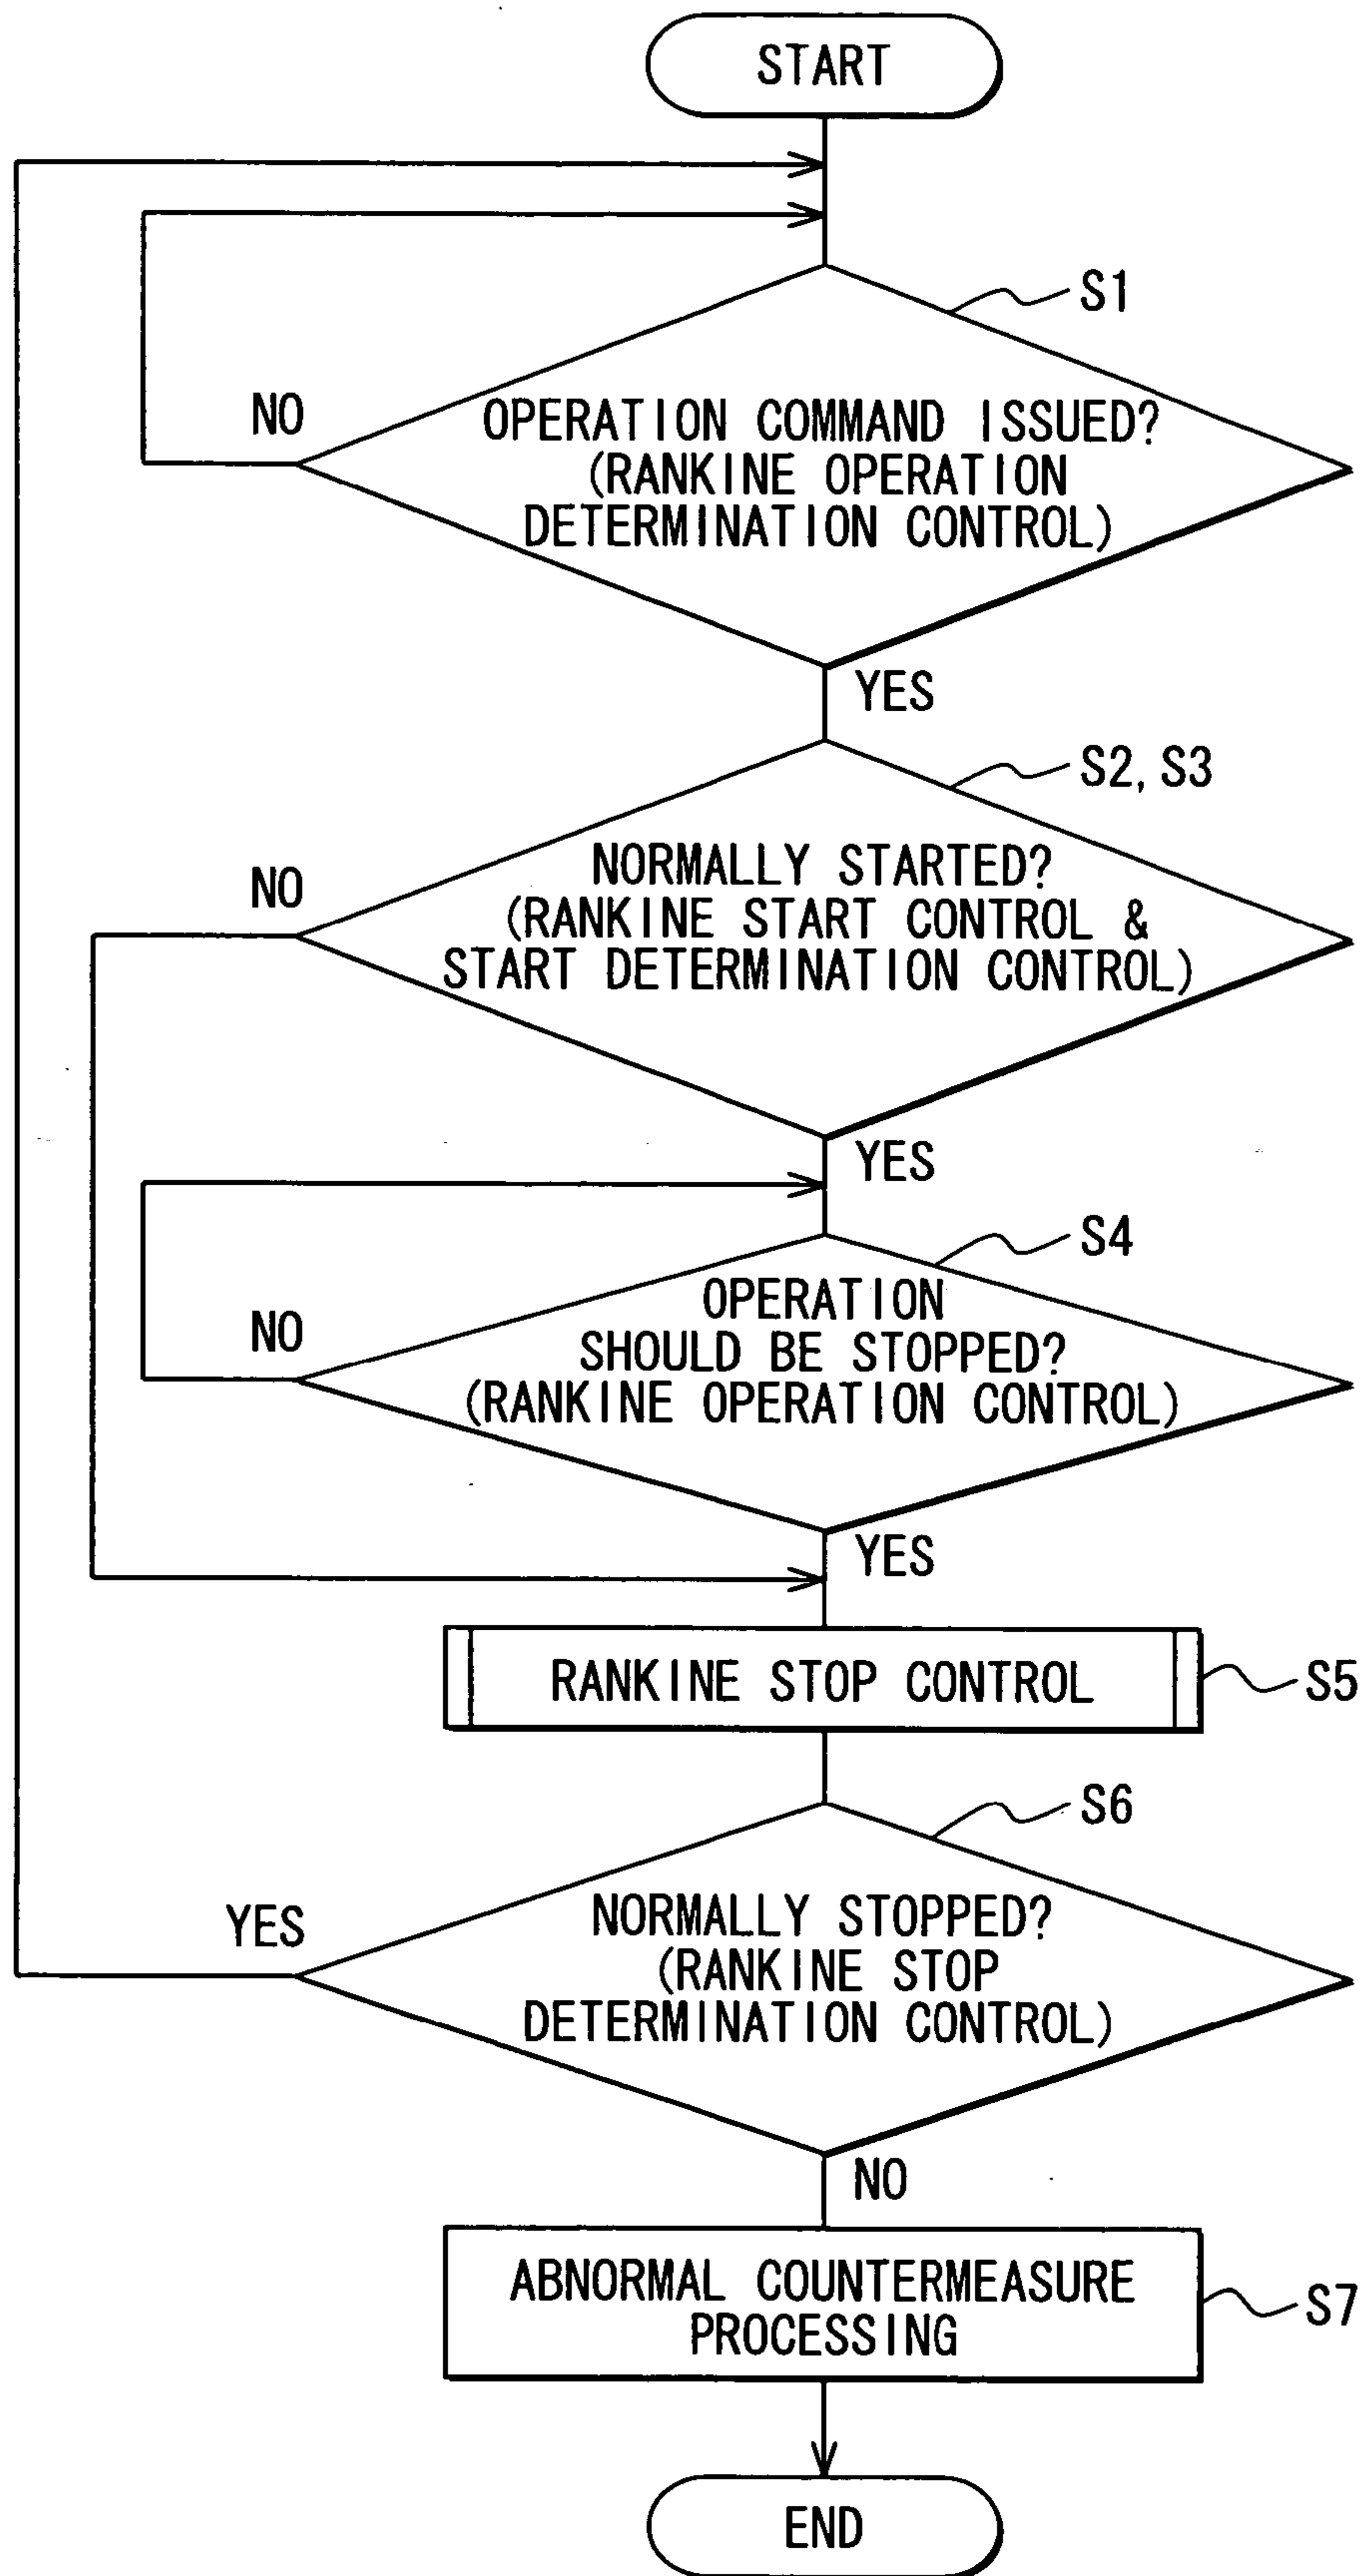 START
S1
NO
OPERATION COMMAND ISSUED?
(RANKINE OPERATION
DETERMINATION CONTROL)
YES
S2, S3
NO
NORMALLY STARTED?
(RANKINE START CONTROL &
START DETERMINATION CONTROL)
YES
S4
NO
OPERATION
SHOULD BE STOPPED?
(RANKINE OPERATION CONTROL)
YES
RANKINE STOP CONTROL
S5
S6
YES
NORMALLY STOPPED?
(RANKINE STOP
DETERMINATION CONTROL)
NO
ABNORMAL COUNTERMEASURE
PROCESSING
S7
END